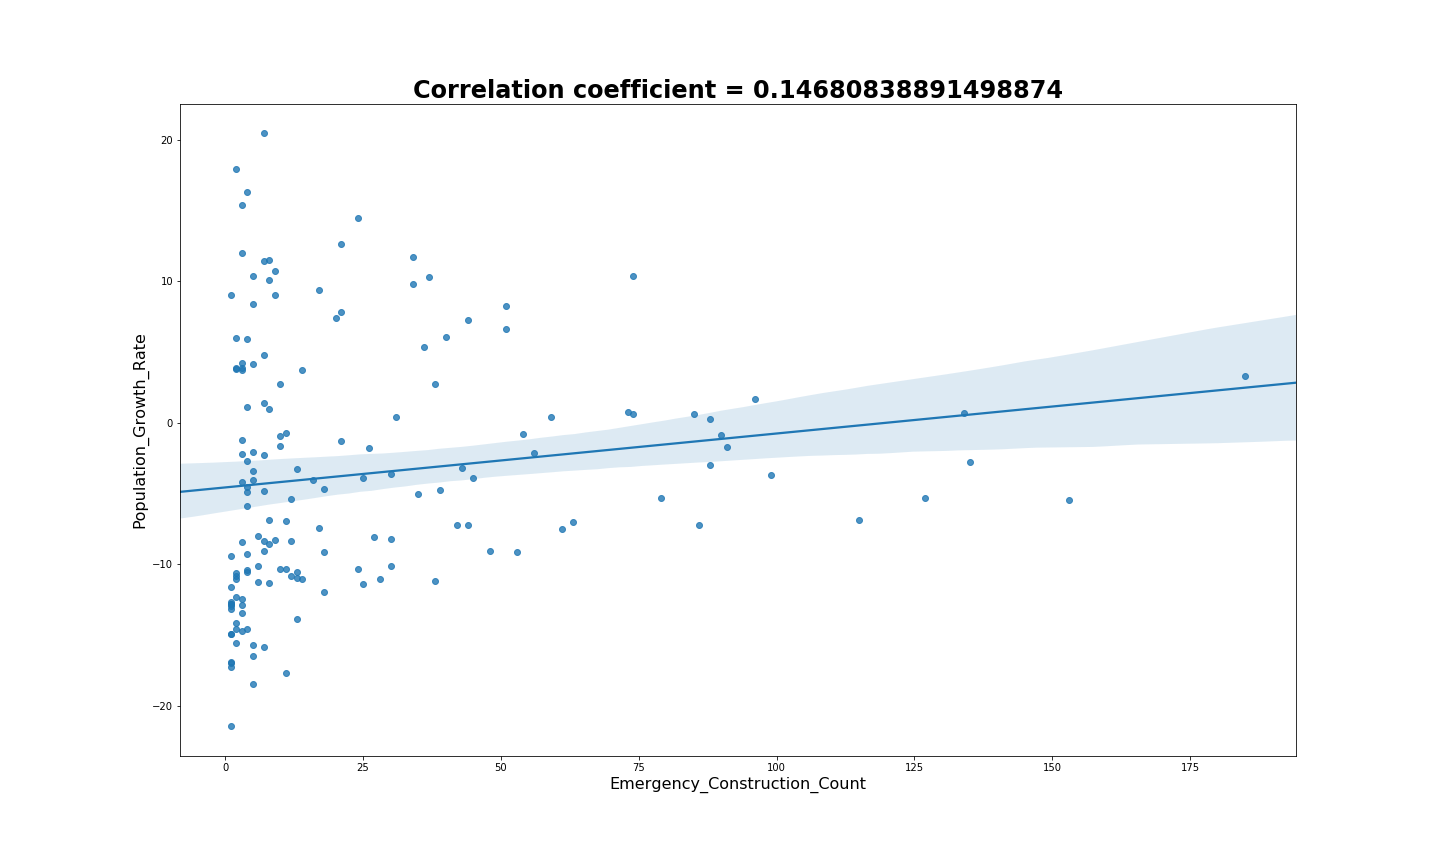 Correlation coefficient = 0.14680838891498874
20
10
0
−10
−20
Population_Growth_Rate
0 25 50 75 100 125 150 175
Emergency_Construction_Count